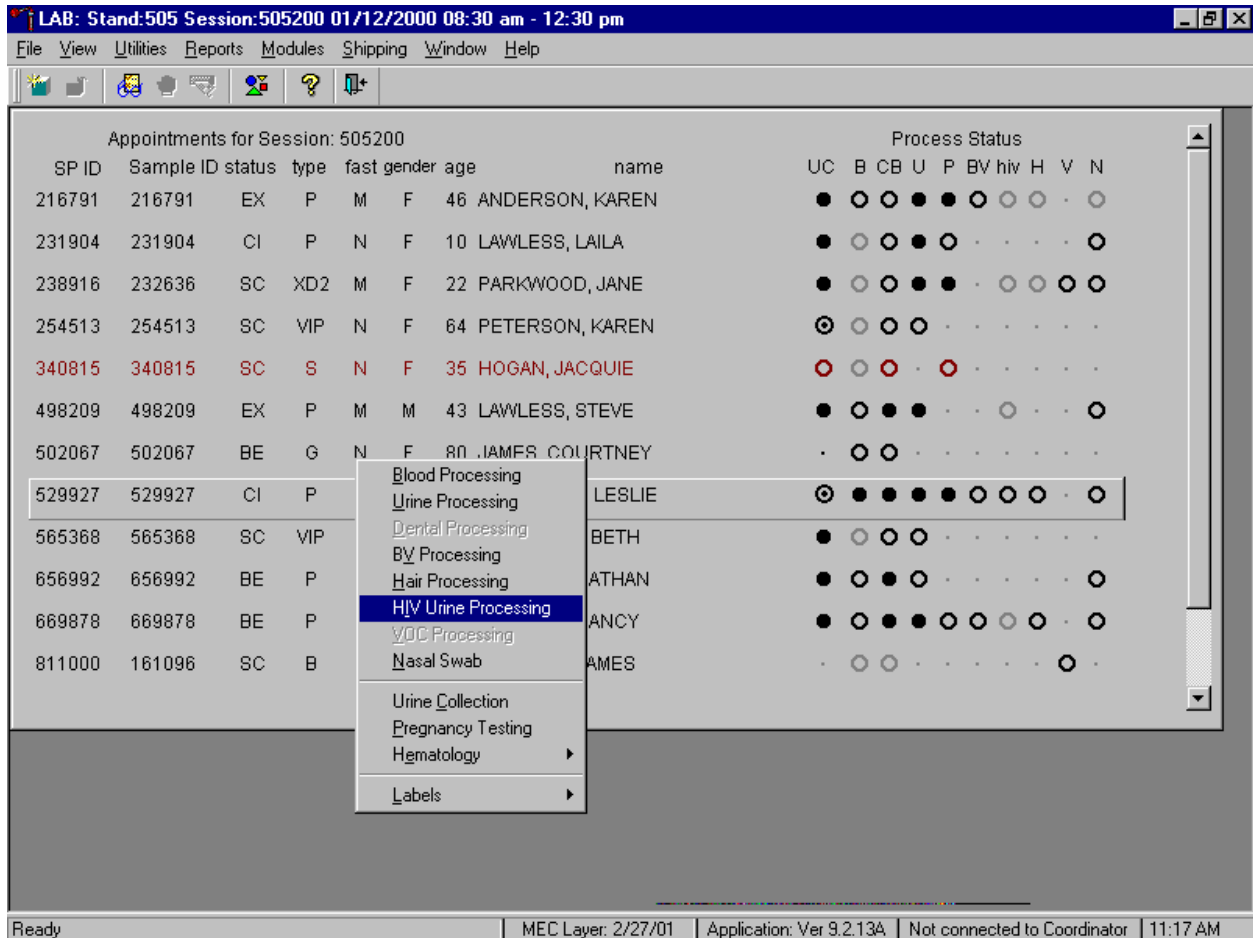 LAB: Stand:505 Session:505200 01/12/2000 08:30 am - 12:30 pm
File View Utilities Reports Modules Shipping Window Help
Appointments for Session: 505200 Process Status
SP ID Sample ID status type fast gender age name UC B CB U P BV hiv H V N
216791 216791 EX P M F 46 ANDERSON, KAREN
231904 231904 CI P N F 10 LAWLESS, LAILA
238916 232636 SC XD2 M F 22 PARKWOOD, JANE
254513 254513 SC VIP N F 64 PETERSON, KAREN
340815 340815 SC S N F 35 HOGAN, JACQUIE
498209 498209 EX P M M 43 LAWLESS, STEVE
502067 502067 BE G N F 80 JAMES, COURTNEY
529927 529927 CI P LESLIE
565368 565368 SC VIP BETH
656992 656992 BE P ATHAN
669878 669878 BE P ANCY
811000 161096 SC B AMES
Blood Processing
Urine Processing
Dental Processing
BV Processing
Hair Processing
HIV Urine Processing
VOC Processing
Nasal Swab
Urine Collection
Pregnancy Testing
Hematology
Labels
Ready MEC Layer: 2/27/01 Application: Ver 9.2.13A Not connected to Coordinator 11:17 AM